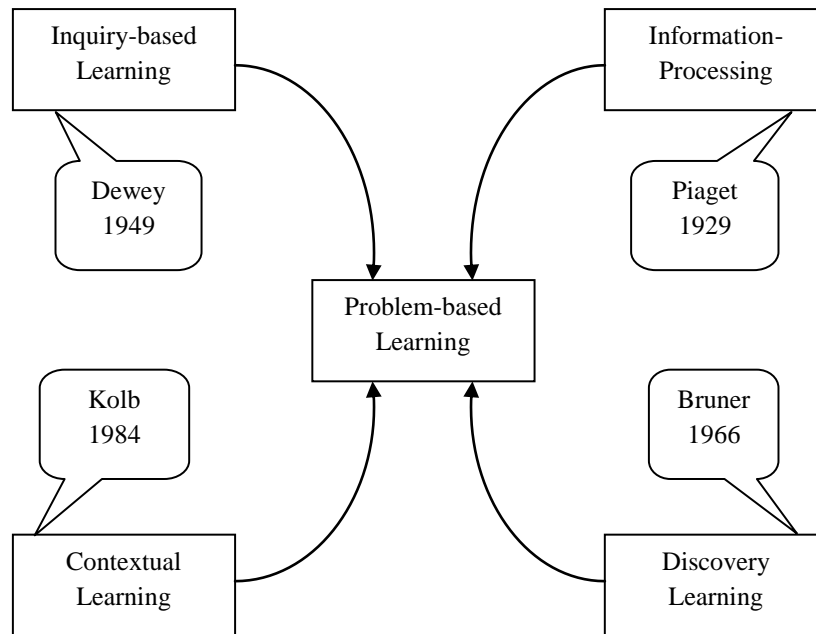 Inquiry-based
Learning
Information-
Processing
Dewey
1949
Piaget
1929
Problem-based
Learning
Kolb
1984
Bruner
1966
Contextual
Learning
Discovery
Learning